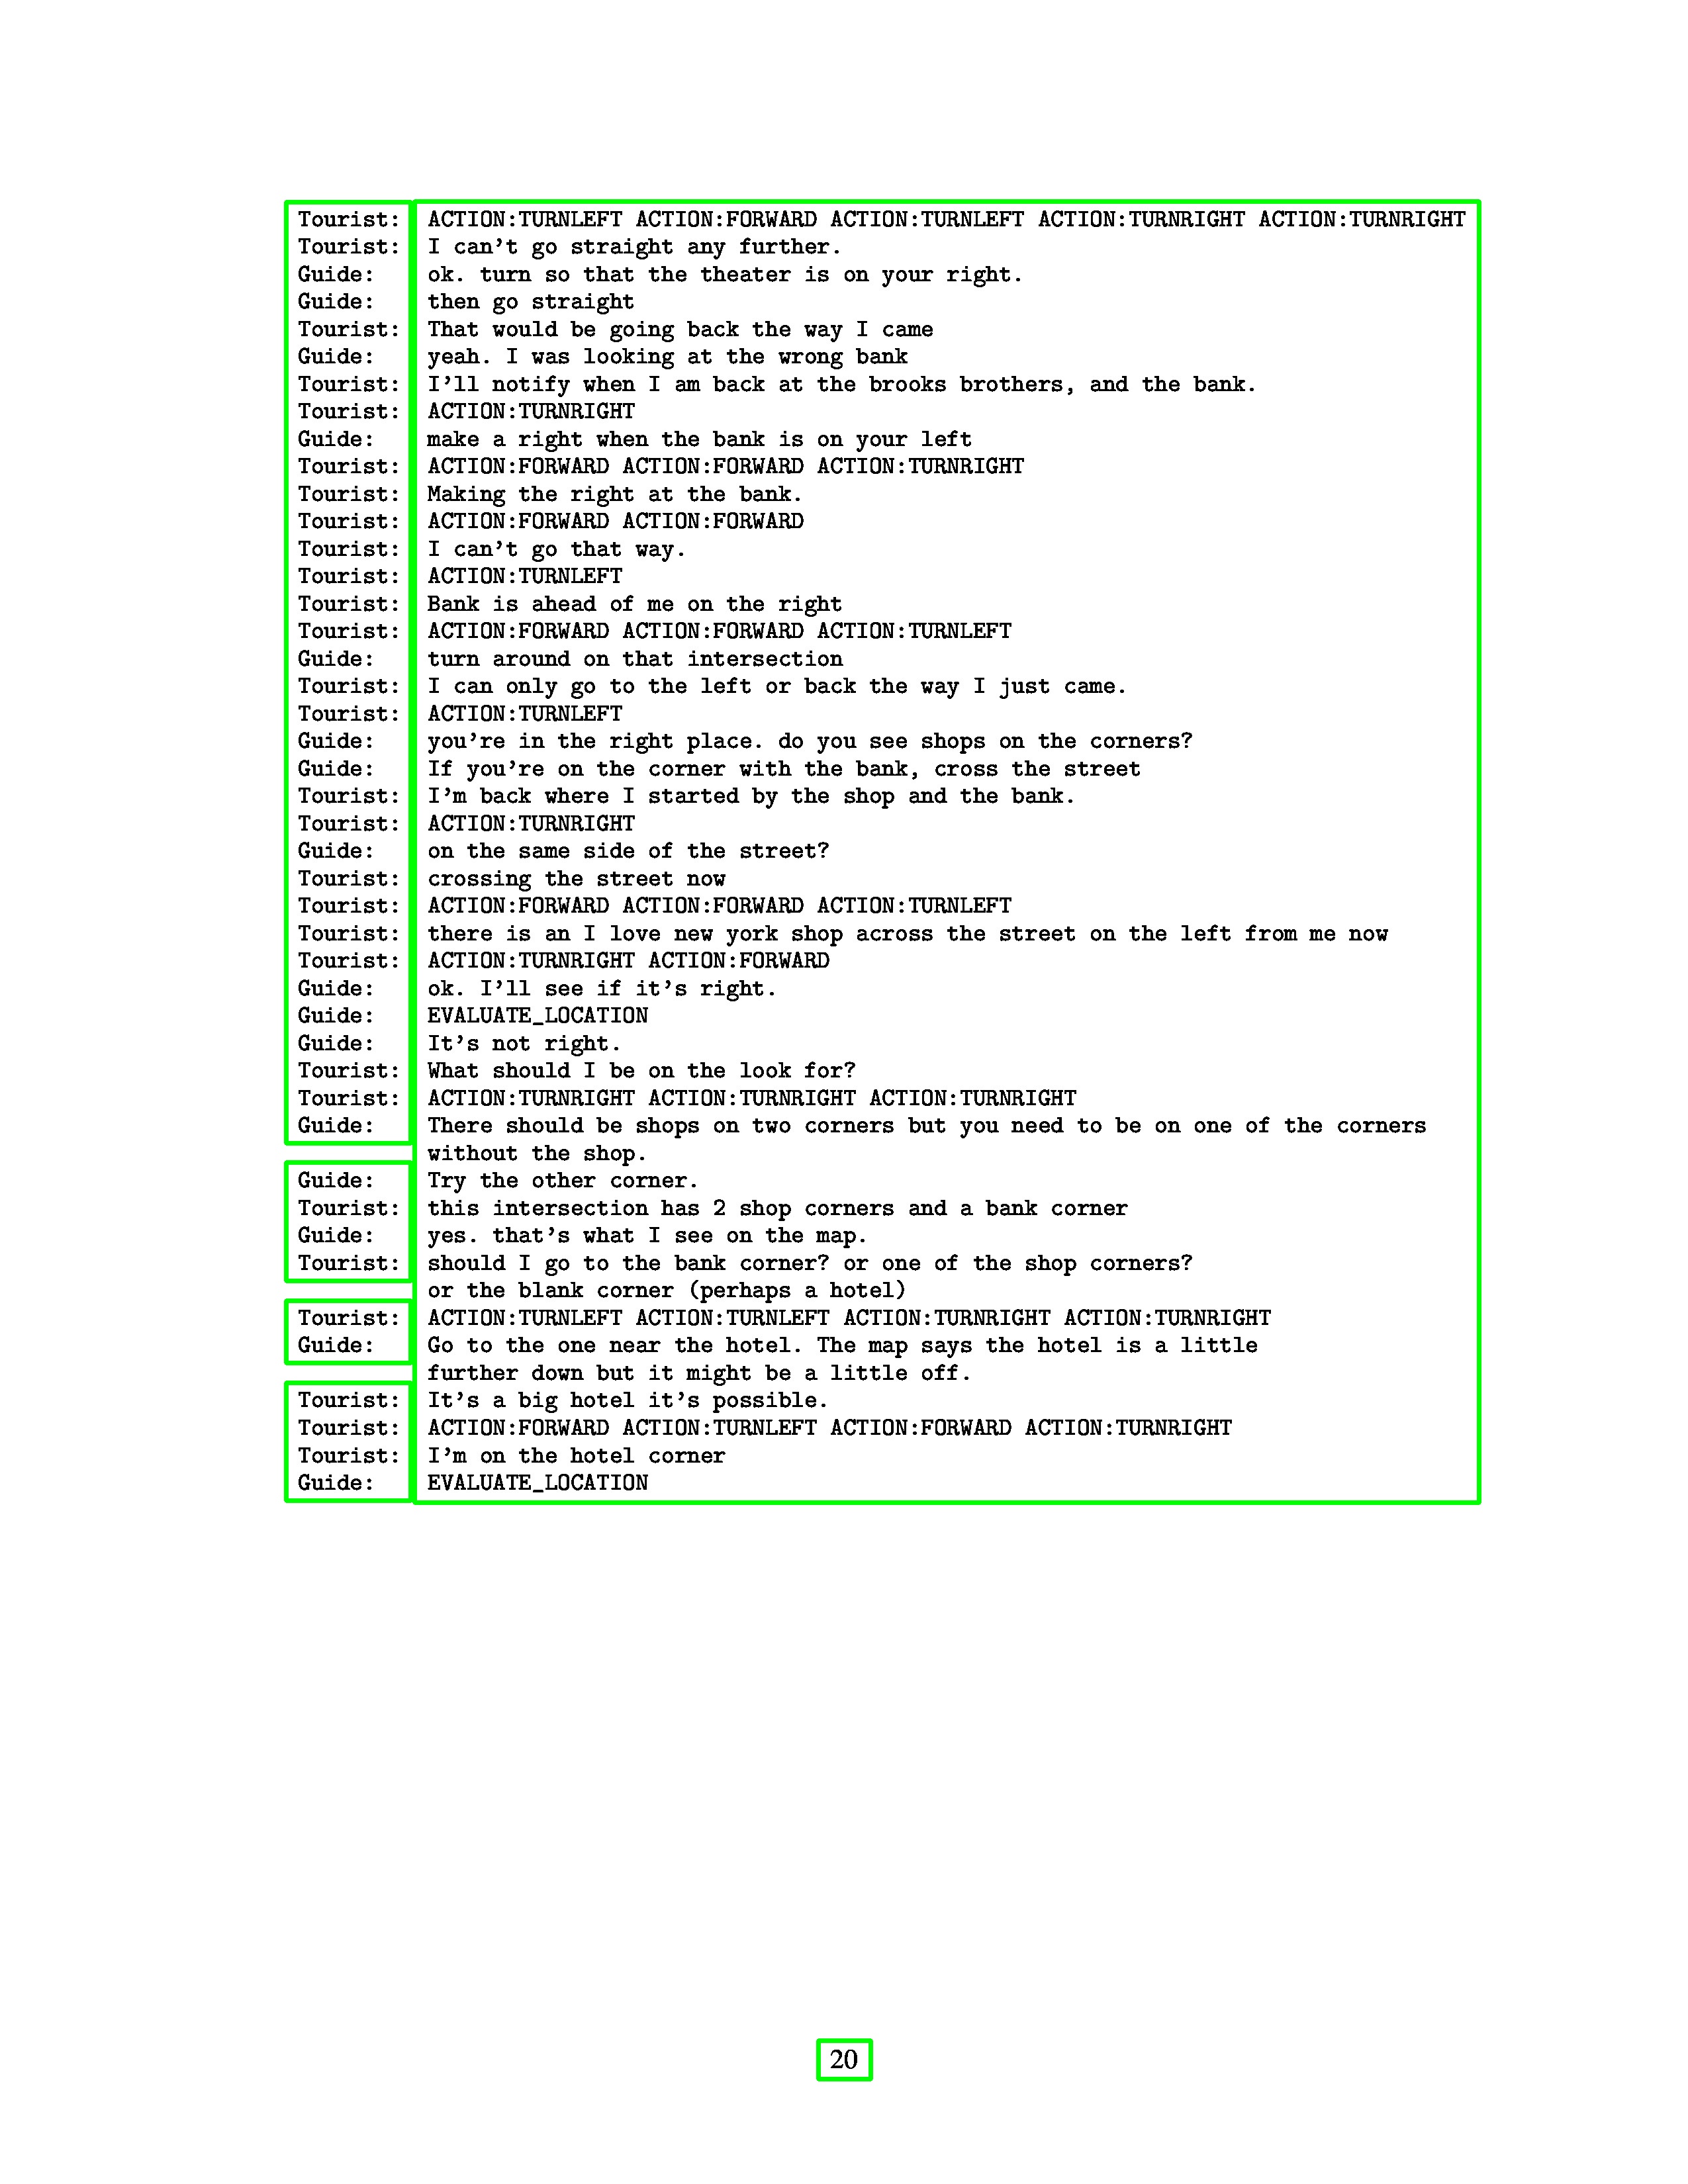 Tourist: ACTION:TURNLEFT ACTION:FORWARD ACTION:TURNLEFT ACTION:TURNRIGHT ACTION:TURNRIGHT
Tourist: I can't go straight any further.
Guide: ok. turn so that the theater is on your right.
Guide: then go straight
Tourist: That would be going back the way I came
Guide: yeah. I was looking at the wrong bank
Tourist: I'll notify when I am back at the brooks brothers, and the bank.
Tourist: ACTION:TURNRIGHT
Guide: make a right when the bank is on your left
Tourist: ACTION:FORWARD ACTION:FORWARD ACTION:TURNRIGHT
Tourist: Making the right at the bank.
Tourist: ACTION:FORWARD ACTION:FORWARD
Tourist: I can't go that way.
Tourist: ACTION:TURNLEFT
Tourist: Bank is ahead of me on the right
Tourist: ACTION:FORWARD ACTION:FORWARD ACTION:TURNLEFT
Guide: turn around on that intersection
Tourist: I can only go to the left or back the way I just came.
Tourist: ACTION:TURNLEFT
Guide: you're in the right place. do you see shops on the corners?
Guide: If you're on the corner with the bank, cross the street
Tourist: I'm back where I started by the shop and the bank.
Tourist: ACTION:TURNRIGHT
Guide: on the same side of the street?
Tourist: crossing the street now
Tourist: ACTION:FORWARD ACTION:FORWARD ACTION:TURNLEFT
Tourist: there is an I love new york shop across the street on the left from me now
Tourist: ACTION:TURNRIGHT ACTION:FORWARD
Guide: ok. I'll see if it's right.
Guide: EVALUATE_LOCATION
Guide: It's not right.
Tourist: What should I be on the look for?
Tourist: ACTION:TURNRIGHT ACTION:TURNRIGHT ACTION:TURNRIGHT
Guide: There should be shops on two corners but you need to be on one of the corners
without the shop.
Guide: Try the other corner.
Tourist: this intersection has 2 shop corners and a bank corner
Guide: yes. that's what I see on the map.
Tourist: should I go to the bank corner? or one of the shop corners?
or the blank corner (perhaps a hotel)
Tourist: ACTION:TURNLEFT ACTION:TURNLEFT ACTION:TURNRIGHT ACTION:TURNRIGHT
Guide: Go to the one near the hotel. The map says the hotel is a little
further down but it might be a little off.
Tourist: It's a big hotel it's possible.
Tourist: ACTION:FORWARD ACTION:TURNLEFT ACTION:FORWARD ACTION:TURNRIGHT
Tourist: I'm on the hotel corner
Guide: EVALUATE_LOCATION
20